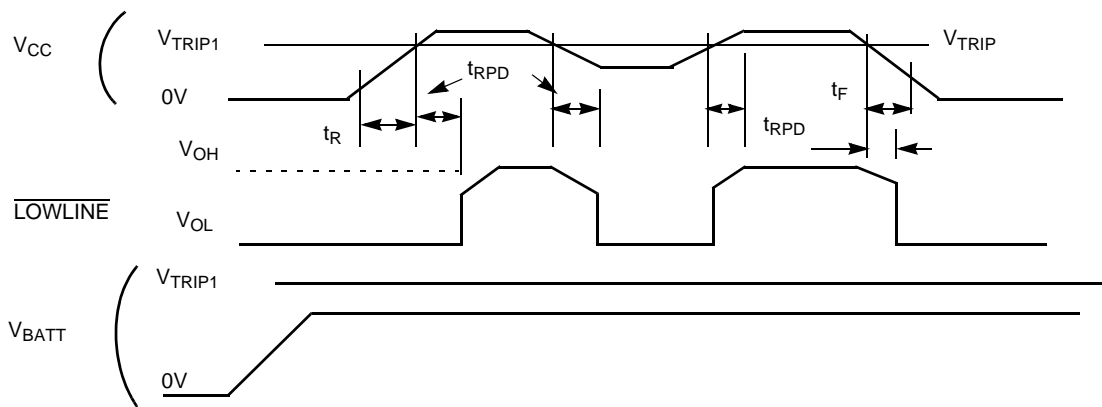 VCC
VTRIP1
VTRIP
tRPD
0V
tR
tF
tRPD
VOH
LOWLINE
VOL
VTRIP1
VBATT
0V